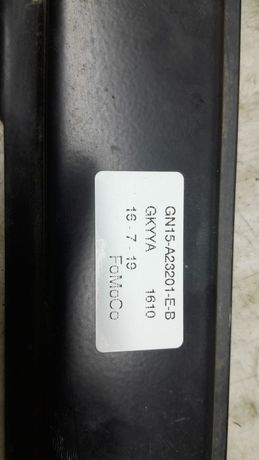 GN15-A23201-E-B
GKYYA 1610
16 - 7 - 19
FoMoCo